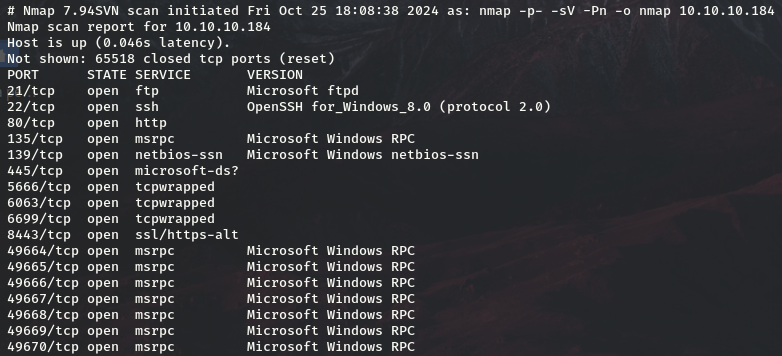 # Nmap 7.94SVN scan initiated Fri Oct 25 18:08:38 2024 as: nmap -p- -sV -Pn -o nmap 10.10.10.184
Nmap scan report for 10.10.10.184
Host is up (0.046s latency).
Not shown: 65518 closed tcp ports (reset)
PORT      STATE SERVICE       VERSION
21/tcp    open  ftp           Microsoft ftpd
22/tcp    open  ssh           OpenSSH for_Windows_8.0 (protocol 2.0)
80/tcp    open  http
135/tcp   open  msrpc         Microsoft Windows RPC
139/tcp   open  netbios-ssn   Microsoft Windows netbios-ssn
445/tcp   open  microsoft-ds?
5666/tcp  open  tcpwrapped
6063/tcp  open  tcpwrapped
6699/tcp  open  tcpwrapped
8443/tcp  open  ssl/https-alt
49664/tcp open  msrpc         Microsoft Windows RPC
49665/tcp open  msrpc         Microsoft Windows RPC
49666/tcp open  msrpc         Microsoft Windows RPC
49667/tcp open  msrpc         Microsoft Windows RPC
49668/tcp open  msrpc         Microsoft Windows RPC
49669/tcp open  msrpc         Microsoft Windows RPC
49670/tcp open  msrpc         Microsoft Windows RPC